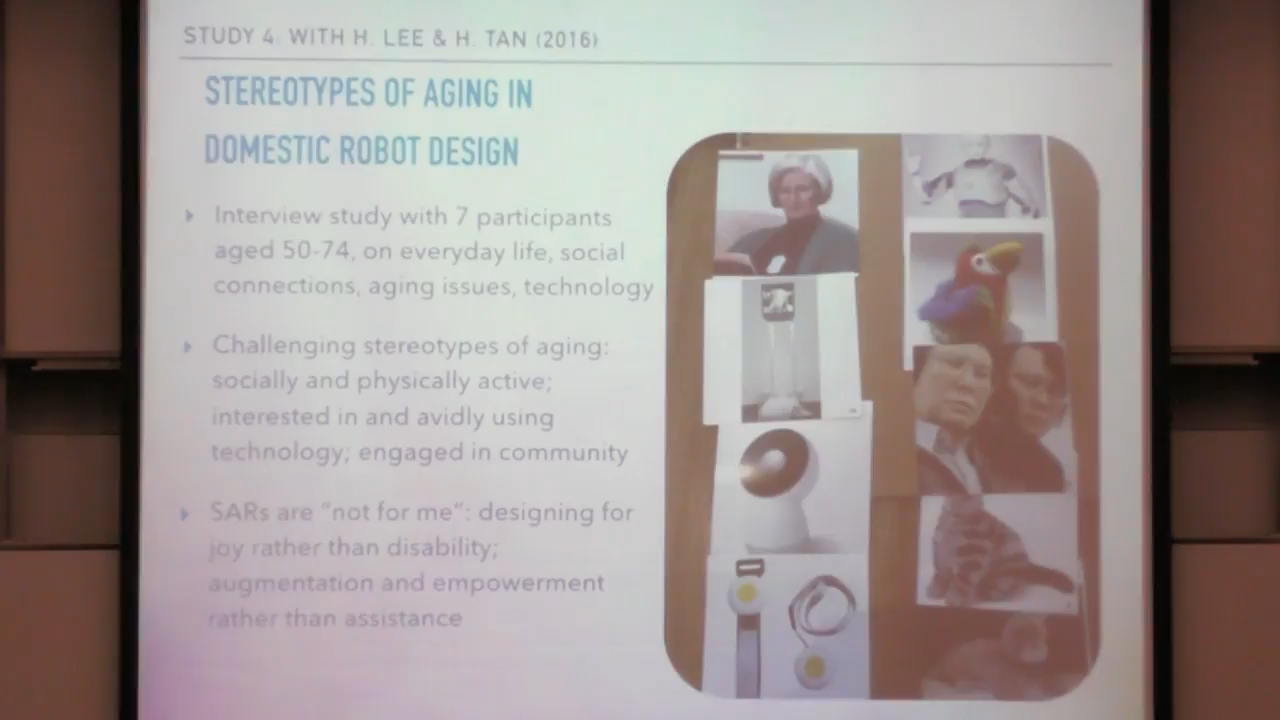 STUDY 4: WITH H. LEE & H. TAN (2016)
STEREOTYPES OF AGING IN
DOMESTIC ROBOT DESIGN
Interview study with 7 participants
aged 50-74, on everyday life, social
connections, aging issues, technology
Challenging stereotypes of aging:
socially and physically active;
interested in and avidly using
technology; engaged in community
SARs are "not for me": designing for
joy rather than disability;
augmentation and empowerment
rather than assistance